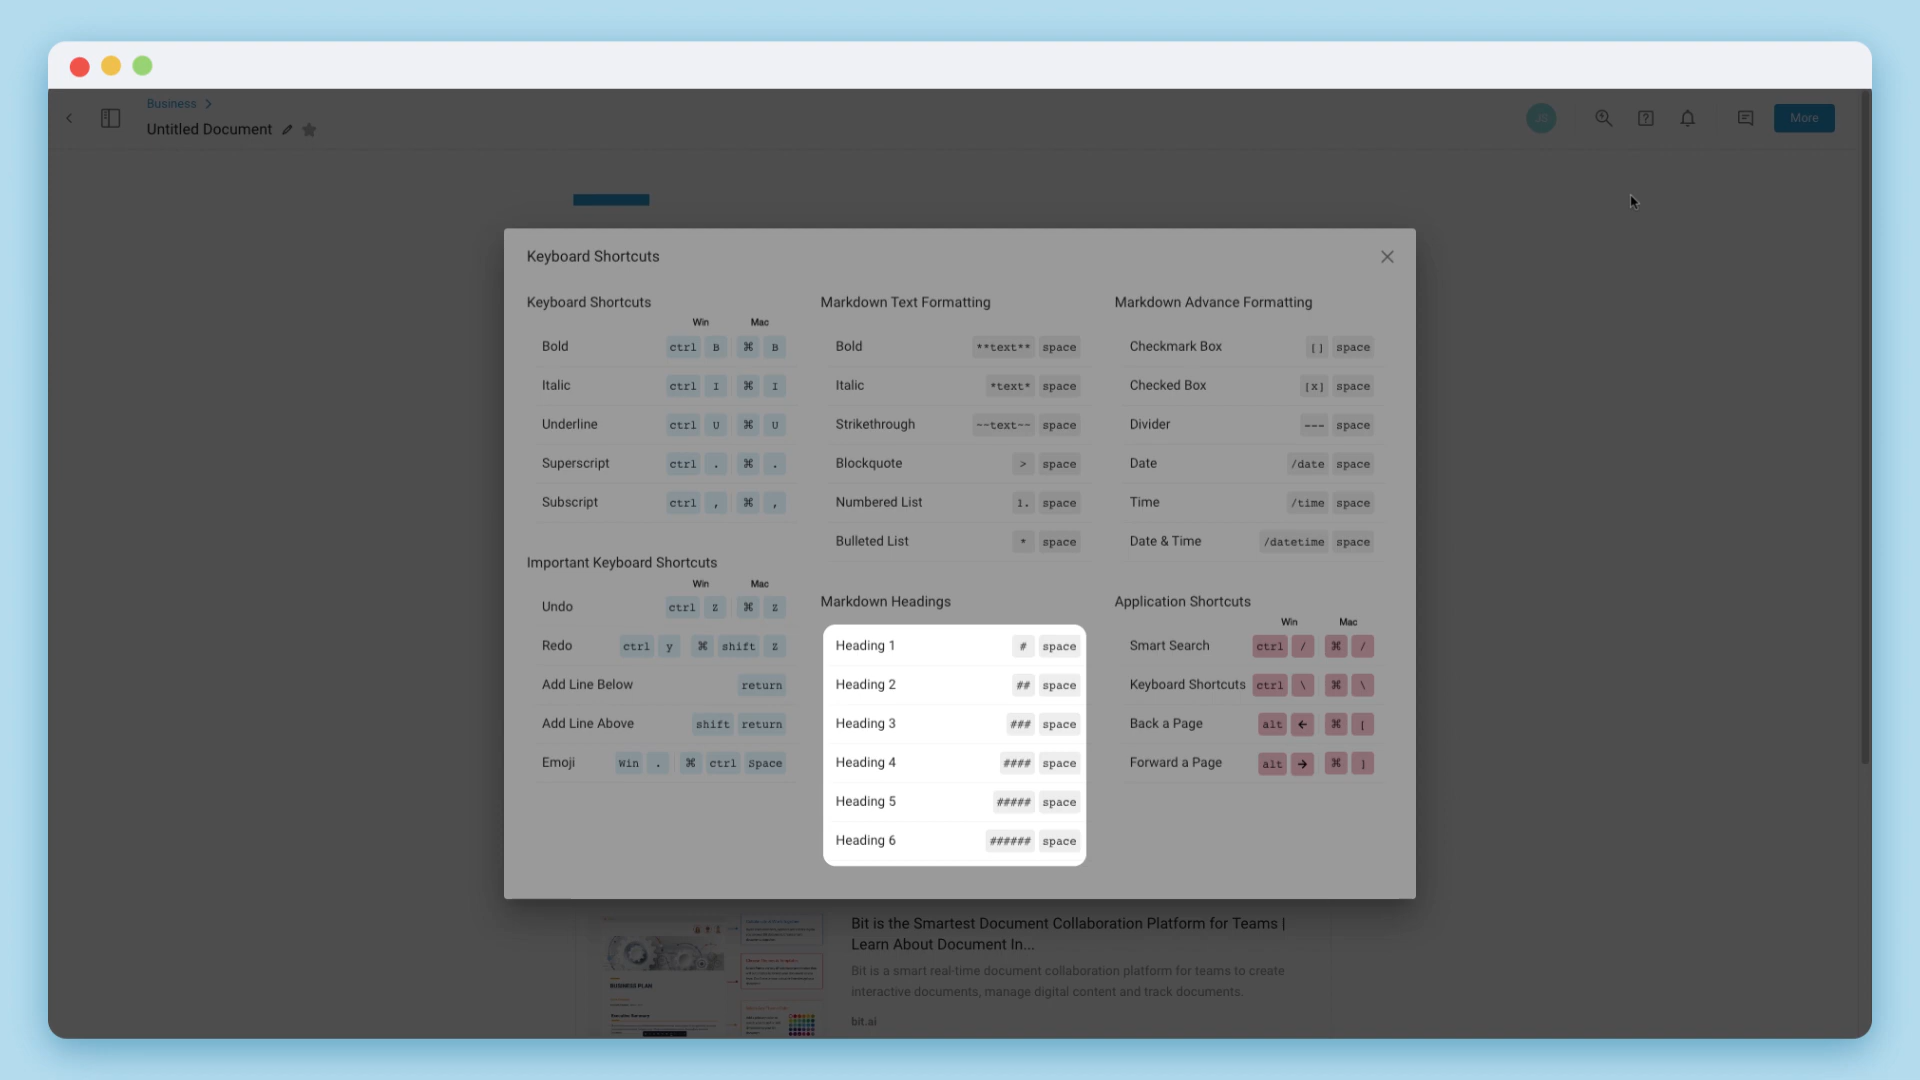 Business >
Untitled Document
JS
More
Keyboard Shortcuts
Keyboard Shortcuts
Win Mac
Bold ctrl B ⌘ B
Italic ctrl I ⌘ I
Underline ctrl U ⌘ U
Superscript ctrl . ⌘ .
Subscript ctrl , ⌘ ,
Important Keyboard Shortcuts
Win Mac
Undo ctrl Z ⌘ Z
Redo ctrl y ⌘ shift Z
Add Line Below return
Add Line Above shift return
Emoji Win . ⌘ ctrl Space
Markdown Text Formatting
Bold **text** space
Italic *text* space
Strikethrough ~~text~~ space
Blockquote > space
Numbered List 1. space
Bulleted List * space
Markdown Headings
Heading 1 # space
Heading 2 ## space
Heading 3 ### space
Heading 4 #### space
Heading 5 ##### space
Heading 6 ###### space
Markdown Advance Formatting
Checkmark Box [] space
Checked Box [x] space
Divider --- space
Date /date space
Time /time space
Date & Time /datetime space
Application Shortcuts
Win Mac
Smart Search ctrl / ⌘ /
Keyboard Shortcuts ctrl \ ⌘ \
Back a Page alt ← ⌘ [
Forward a Page alt → ⌘ ]
BUSINESS PLAN
Bit is the Smartest Document Collaboration Platform for Teams |
Learn About Document In...
Bit is a smart real-time document collaboration platform for teams to create
interactive documents, manage digital content and track documents.
bit.ai